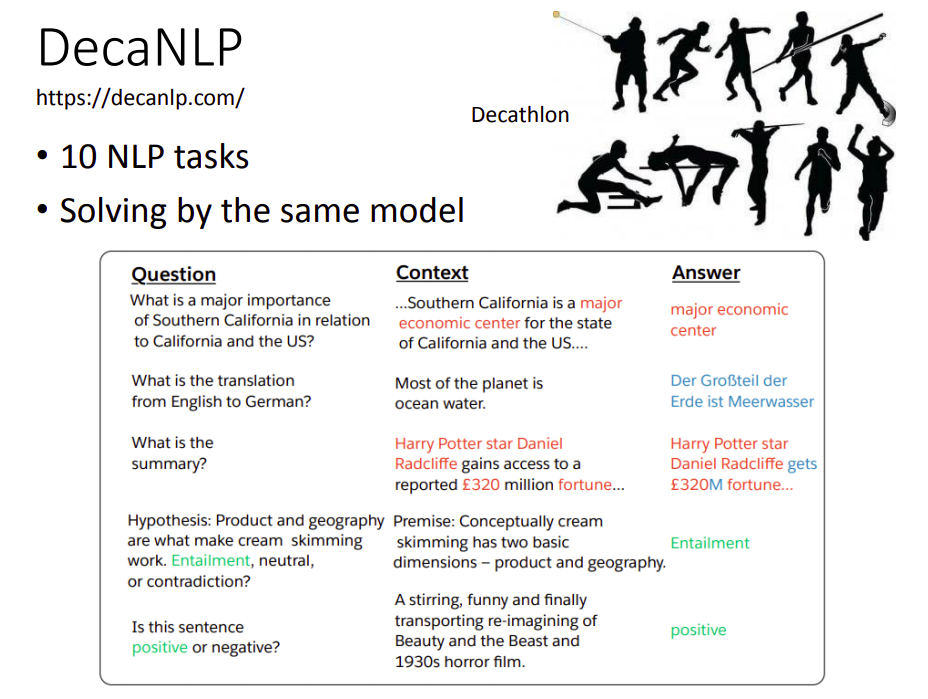 DecaNLP
https://decanlp.com/
Decathlon
• 10 NLP tasks
• Solving by the same model
Question
Context
Answer
What is a major importance
of Southern California in relation
to California and the US?
...Southern California is a major
economic center for the state
of California and the US....
major economic
center
What is the translation
from English to German?
Most of the planet is
ocean water.
Der Großteil der
Erde ist Meerwasser
What is the
summary?
Harry Potter star Daniel
Radcliffe gains access to a
reported £320 million fortune...
Harry Potter star
Daniel Radcliffe gets
£320M fortune...
Hypothesis: Product and geography
are what make cream skimming
work. Entailment, neutral,
or contradiction?
Premise: Conceptually cream
skimming has two basic
dimensions – product and geography.
Entailment
Is this sentence
positive or negative?
A stirring, funny and finally
transporting re-imagining of
Beauty and the Beast and
1930s horror film.
positive